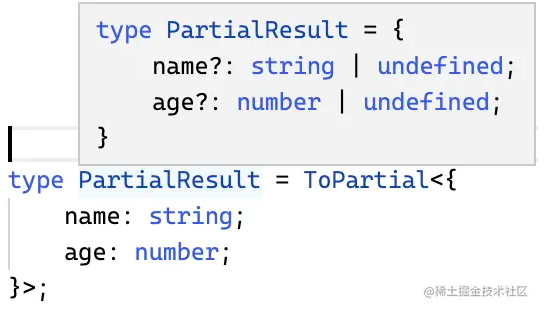 type PartialResult = {
    name?: string | undefined;
    age?: number | undefined;
}
type PartialResult = ToPartial<{
    name: string;
    age: number;
}>;
@稀土掘金技术社区